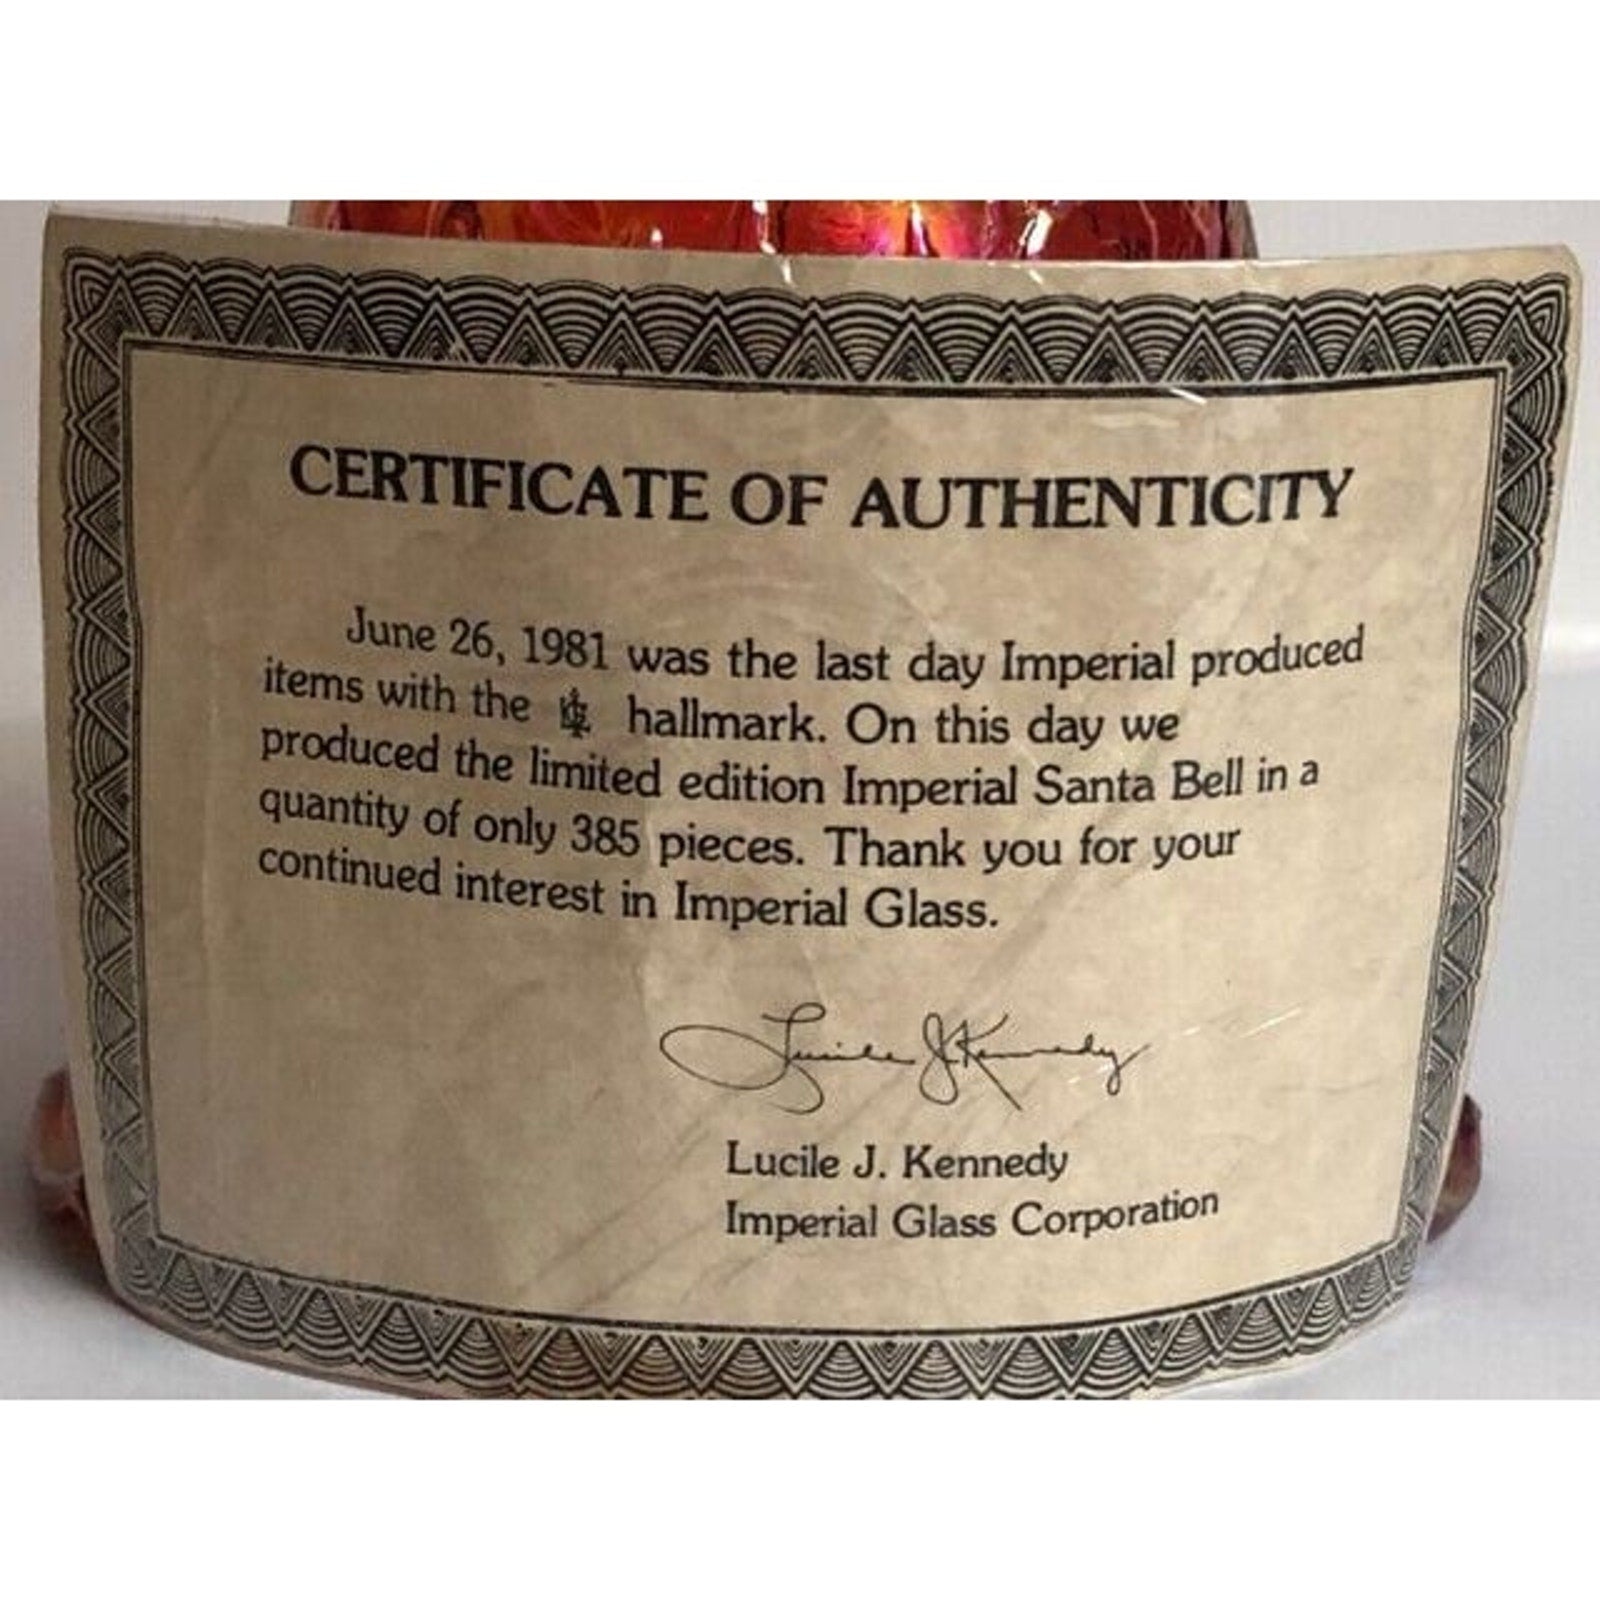 CERTIFICATE OF AUTHENTICITY
June 26, 1981 was the last day Imperial produced
items with the hallmark. On this day we
produced the limited edition Imperial Santa Bell in a
quantity of only 385 pieces. Thank you for your
continued interest in Imperial Glass.
Lucile J. Kennedy
Lucile J. Kennedy
Imperial Glass Corporation